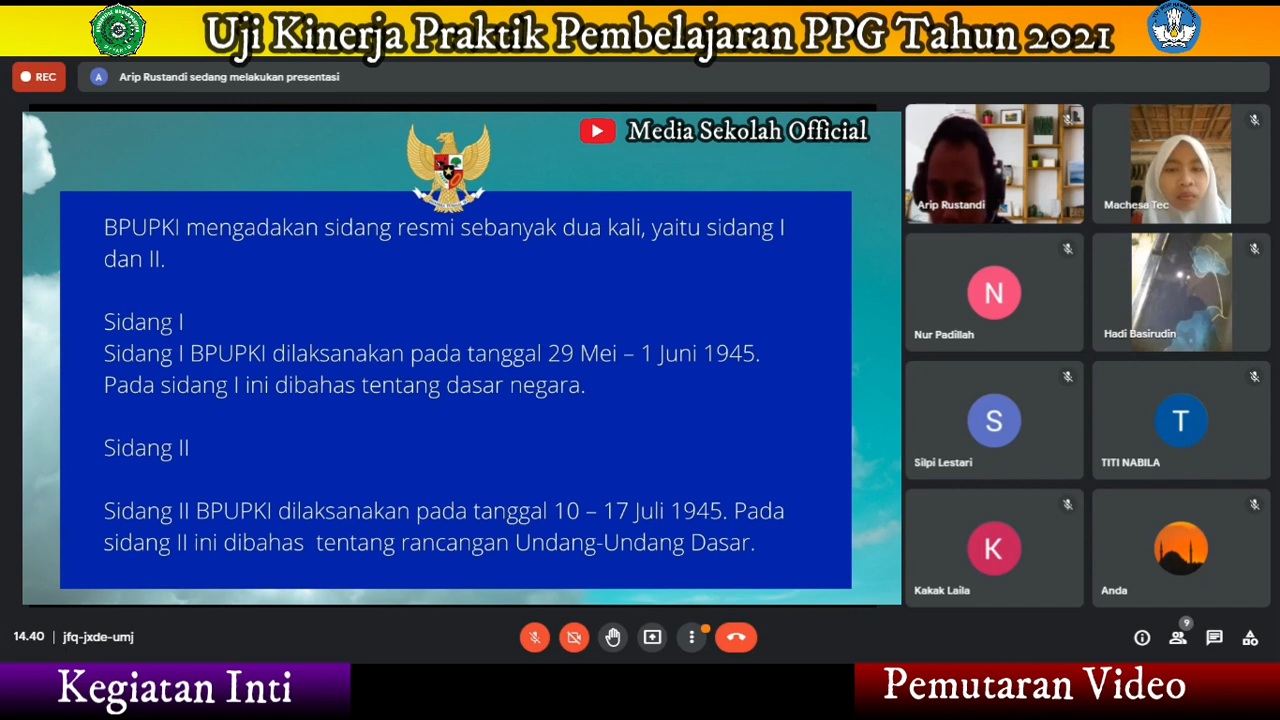 Uji Kinerja Praktik Pembelajaran PPG Tahun 2021
REC
A
Arip Rustandi sedang melakukan presentasi
Media Sekolah Official
BPUPKI mengadakan sidang resmi sebanyak dua kali, yaitu sidang I
dan II.
Sidang I
Sidang I BPUPKI dilaksanakan pada tanggal 29 Mei – 1 Juni 1945.
Pada sidang I ini dibahas tentang dasar negara.
Sidang II
Sidang II BPUPKI dilaksanakan pada tanggal 10 – 17 Juli 1945. Pada
sidang II ini dibahas  tentang rancangan Undang-Undang Dasar.
Arip Rustandi
Machesa Tec
N
Nur Padillah
Hadi Basirudin
S
Silpi Lestari
T
TITI NABILA
K
Kakak Laila
Anda
14.40 | jfq-jxde-umj
9
Kegiatan Inti
Pemutaran Video